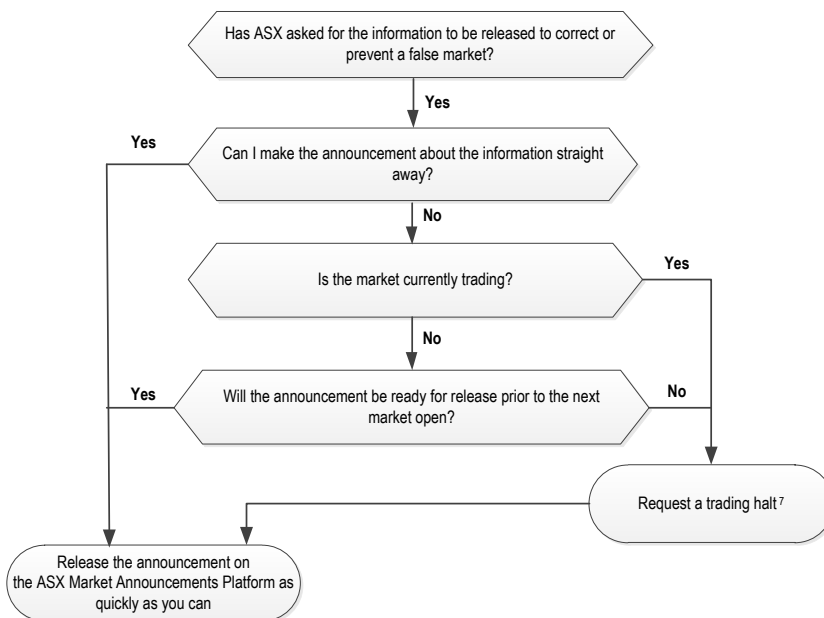 Has ASX asked for the information to be released to correct or
prevent a false market?
Yes
Yes
Can I make the announcement about the information straight
away?
No
Is the market currently trading?
Yes
No
Yes
Will the announcement be ready for release prior to the next
market open?
No
Request a trading halt⁷
Release the announcement on
the ASX Market Announcements Platform as
quickly as you can